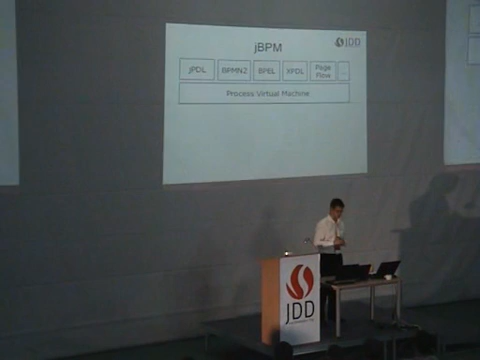 jBPM
JDD
jPDL
BPMN2
BPEL
XPDL
Page
Flow
...
Process Virtual Machine
JDD